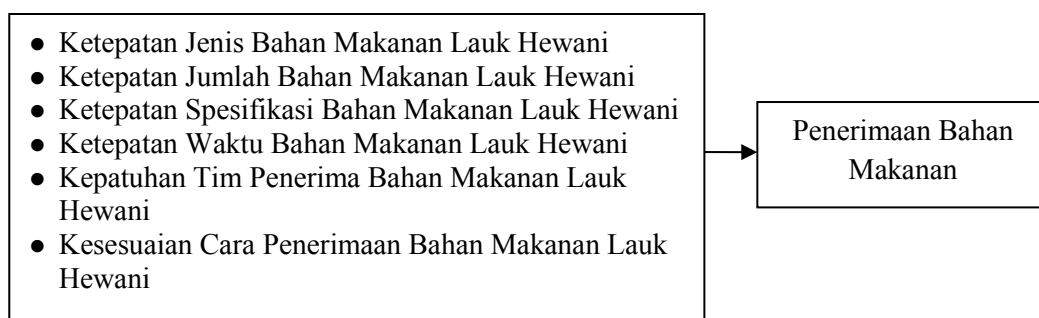 ● Ketepatan Jenis Bahan Makanan Lauk Hewani
● Ketepatan Jumlah Bahan Makanan Lauk Hewani
● Ketepatan Spesifikasi Bahan Makanan Lauk Hewani
● Ketepatan Waktu Bahan Makanan Lauk Hewani
● Kepatuhan Tim Penerima Bahan Makanan Lauk
Hewani
● Kesesuaian Cara Penerimaan Bahan Makanan Lauk
Hewani
Penerimaan Bahan
Makanan